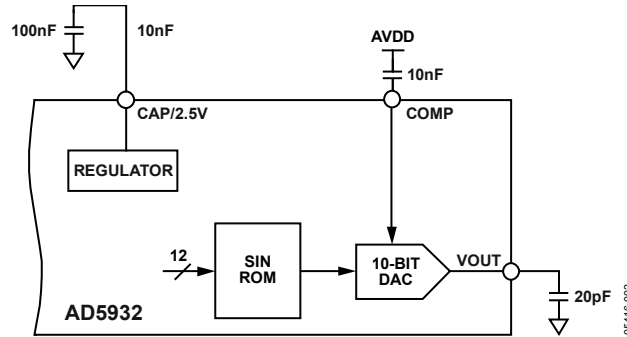 100nF
10nF
AVDD
10nF
CAP/2.5V
COMP
REGULATOR
12
SIN
ROM
10-BIT
DAC
VOUT
20pF
AD5932